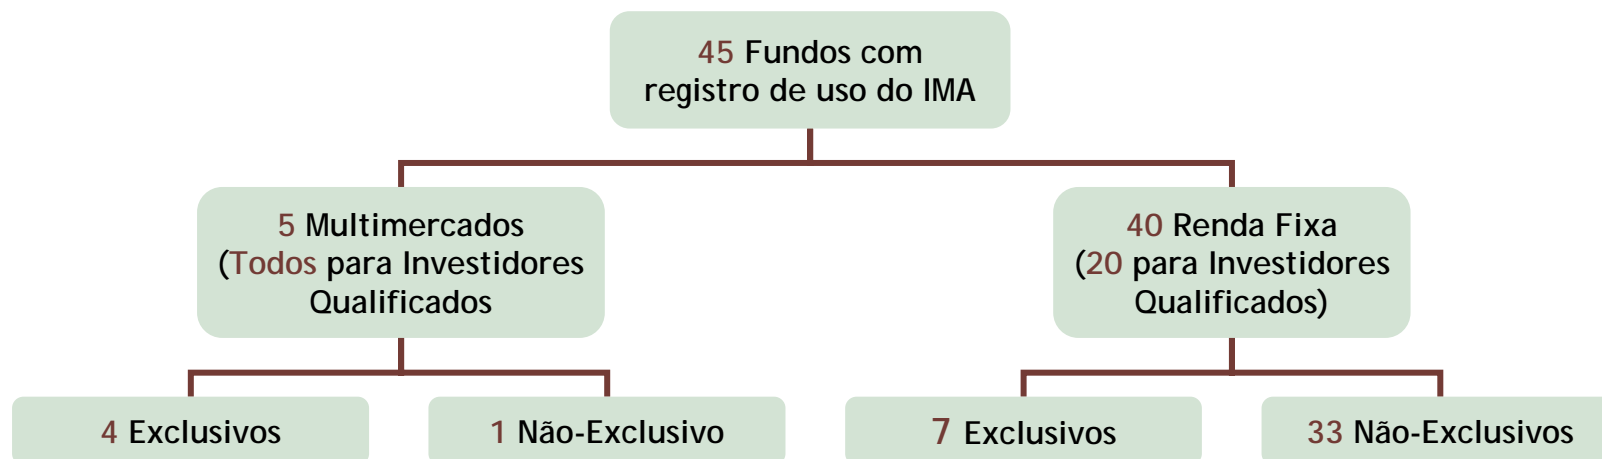 45 Fundos com
registro de uso do IMA
5 Multimercados
(Todos para Investidores
Qualificados
40 Renda Fixa
(20 para Investidores
Qualificados)
4 Exclusivos
1 Não-Exclusivo
7 Exclusivos
33 Não-Exclusivos